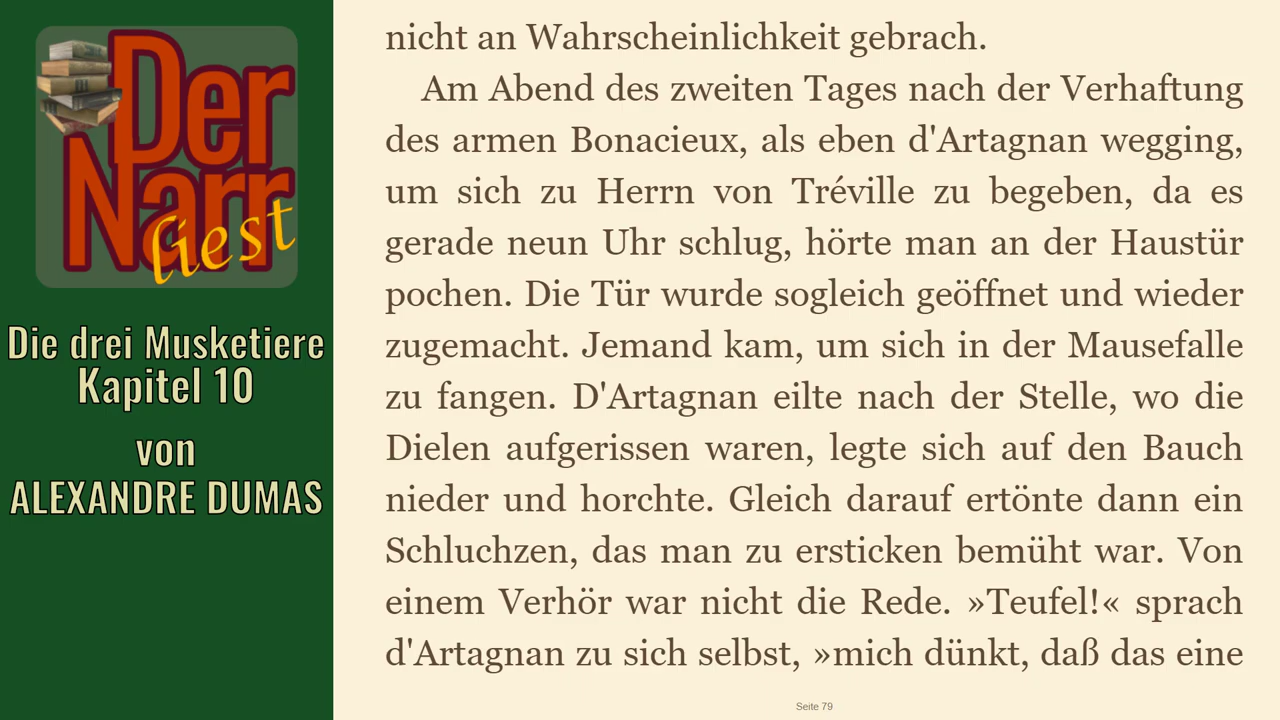 Der
Narr
liest
Die drei Musketiere
Kapitel 10
von
ALEXANDRE DUMAS
nicht an Wahrscheinlichkeit gebrach.
Am Abend des zweiten Tages nach der Verhaftung
des armen Bonacieux, als eben d'Artagnan wegging,
um sich zu Herrn von Tréville zu begeben, da es
gerade neun Uhr schlug, hörte man an der Haustür
pochen. Die Tür wurde sogleich geöffnet und wieder
zugemacht. Jemand kam, um sich in der Mausefalle
zu fangen. D'Artagnan eilte nach der Stelle, wo die
Dielen aufgerissen waren, legte sich auf den Bauch
nieder und horchte. Gleich darauf ertönte dann ein
Schluchzen, das man zu ersticken bemüht war. Von
einem Verhör war nicht die Rede. »Teufel!« sprach
d'Artagnan zu sich selbst, »mich dünkt, daß das eine
Seite 79